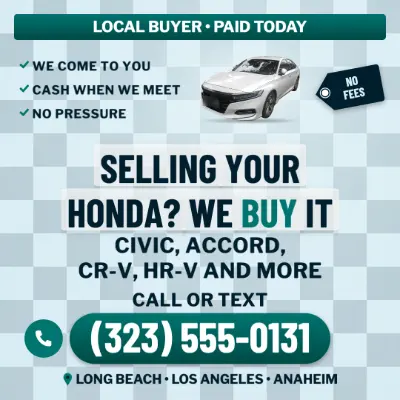 LOCAL BUYER • PAID TODAY
WE COME TO YOU
CASH WHEN WE MEET
NO PRESSURE
NO
FEES
SELLING YOUR
HONDA? WE BUY IT
CIVIC, ACCORD,
CR-V, HR-V AND MORE
CALL OR TEXT
(323) 555-0131
LONG BEACH • LOS ANGELES • ANAHEIM